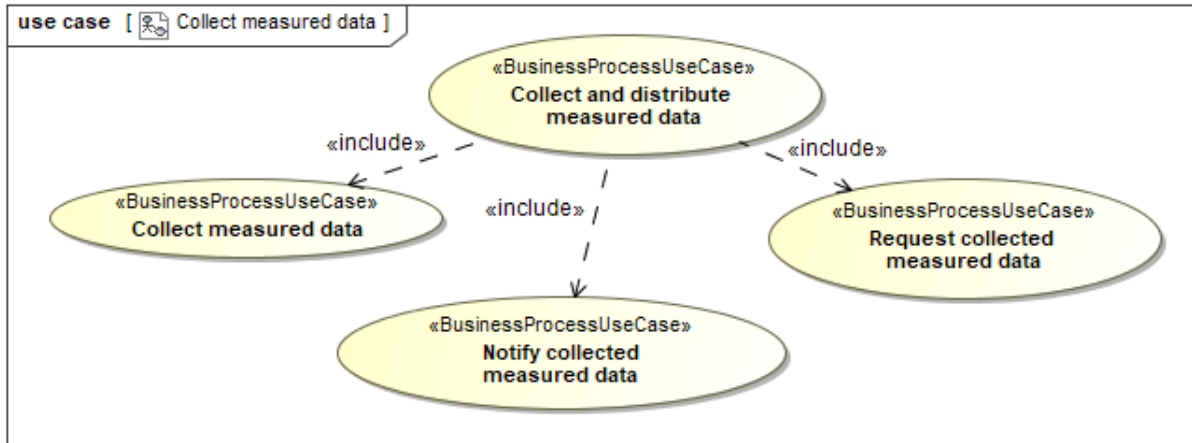 use case [ Collect measured data ]
«BusinessProcessUseCase»
Collect and distribute
measured data
«include»
«include»
«include»
«BusinessProcessUseCase»
Collect measured data
«BusinessProcessUseCase»
Request collected
measured data
«BusinessProcessUseCase»
Notify collected
measured data